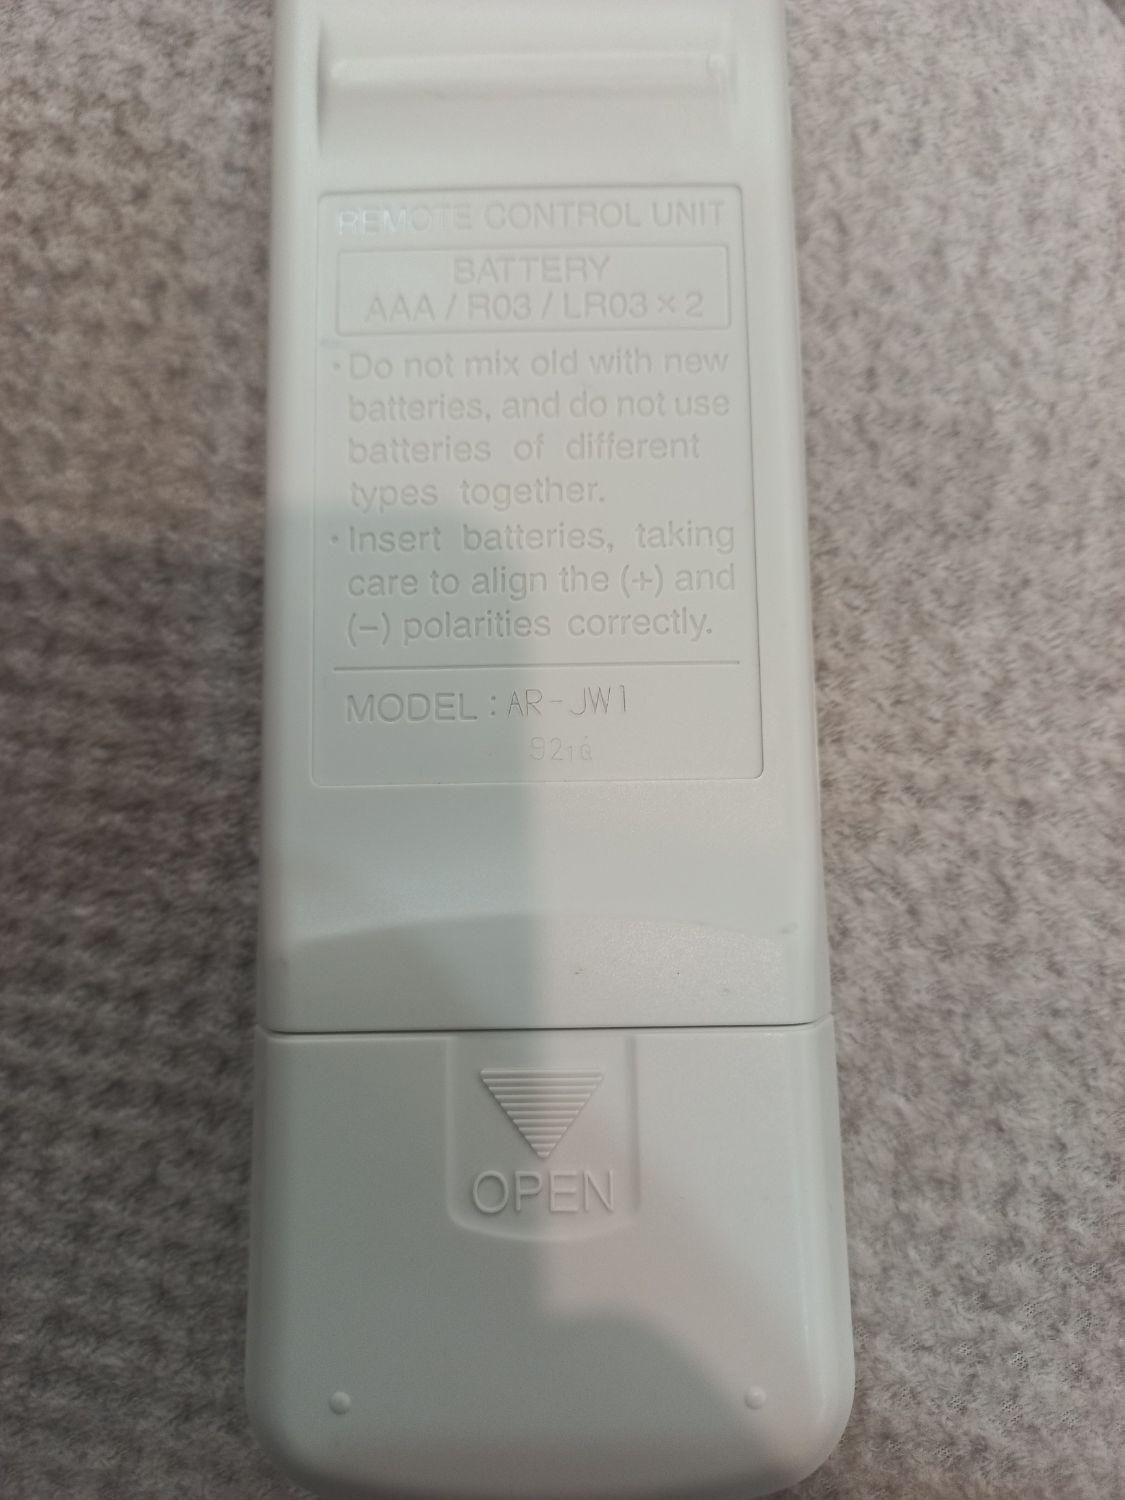 REMOTE CONTROL UNIT
BATTERY
AAA / R03 / LR03 × 2
• Do not mix old with new
batteries, and do not use
batteries of different
types together.
• Insert batteries, taking
care to align the (+) and
(−) polarities correctly.
MODEL : AR-JW1
OPEN